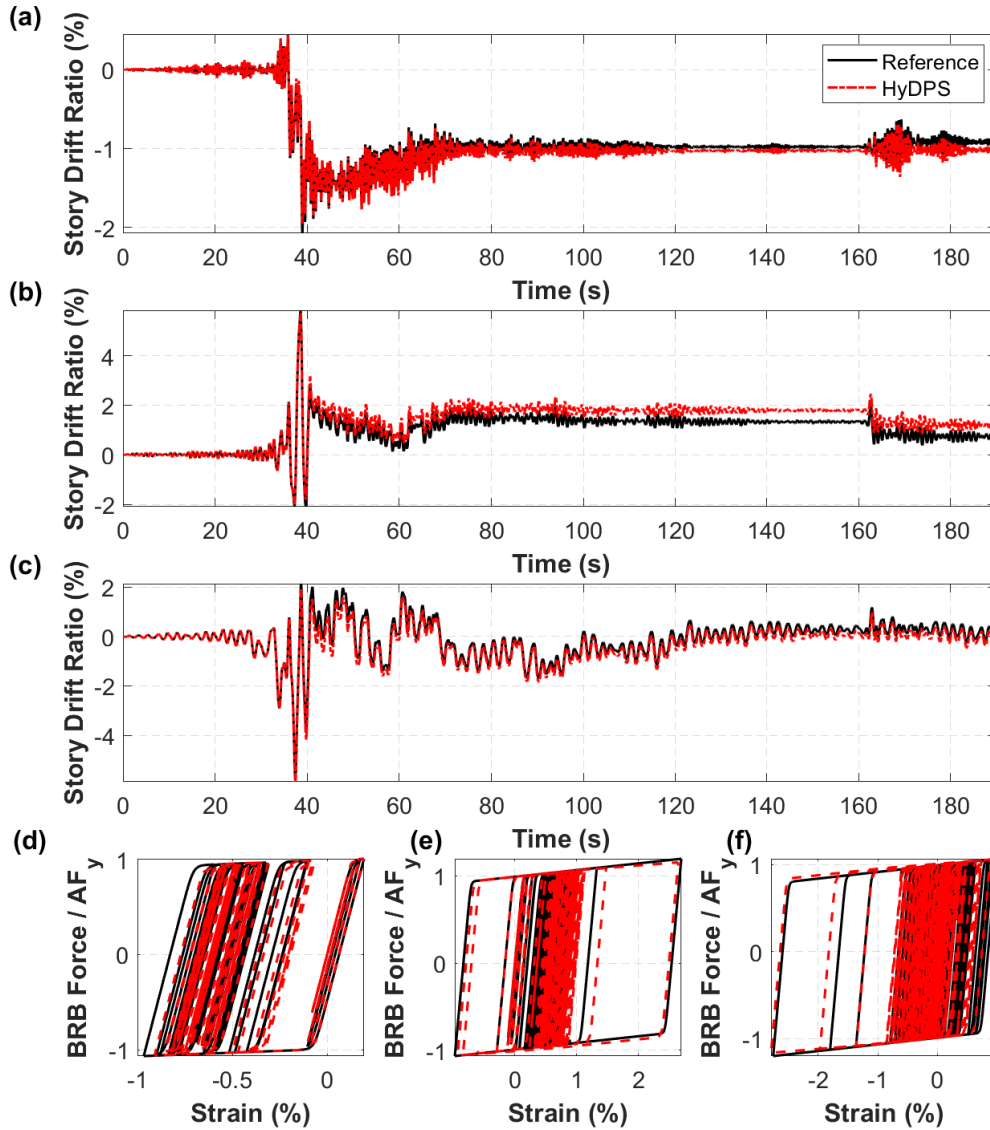 (a)
Story Drift Ratio (%)
0
-1
-2
Reference
HyDPS
0 20 40 60 80 100 120 140 160 180
Time (s)
(b)
Story Drift Ratio (%)
4
2
0
-2
0 20 40 60 80 100 120 140 160 180
Time (s)
(c)
Story Drift Ratio (%)
2
0
-2
-4
0 20 40 60 80 100 120 140 160 180
Time (s)
(d)
BRB Force / AFy
1
0
-1
-1 -0.5 0
Strain (%)
(e)
BRB Force / AFy
1
0
-1
0 1 2
Strain (%)
(f)
BRB Force / AFy
1
0
-1
-2 -1 0
Strain (%)